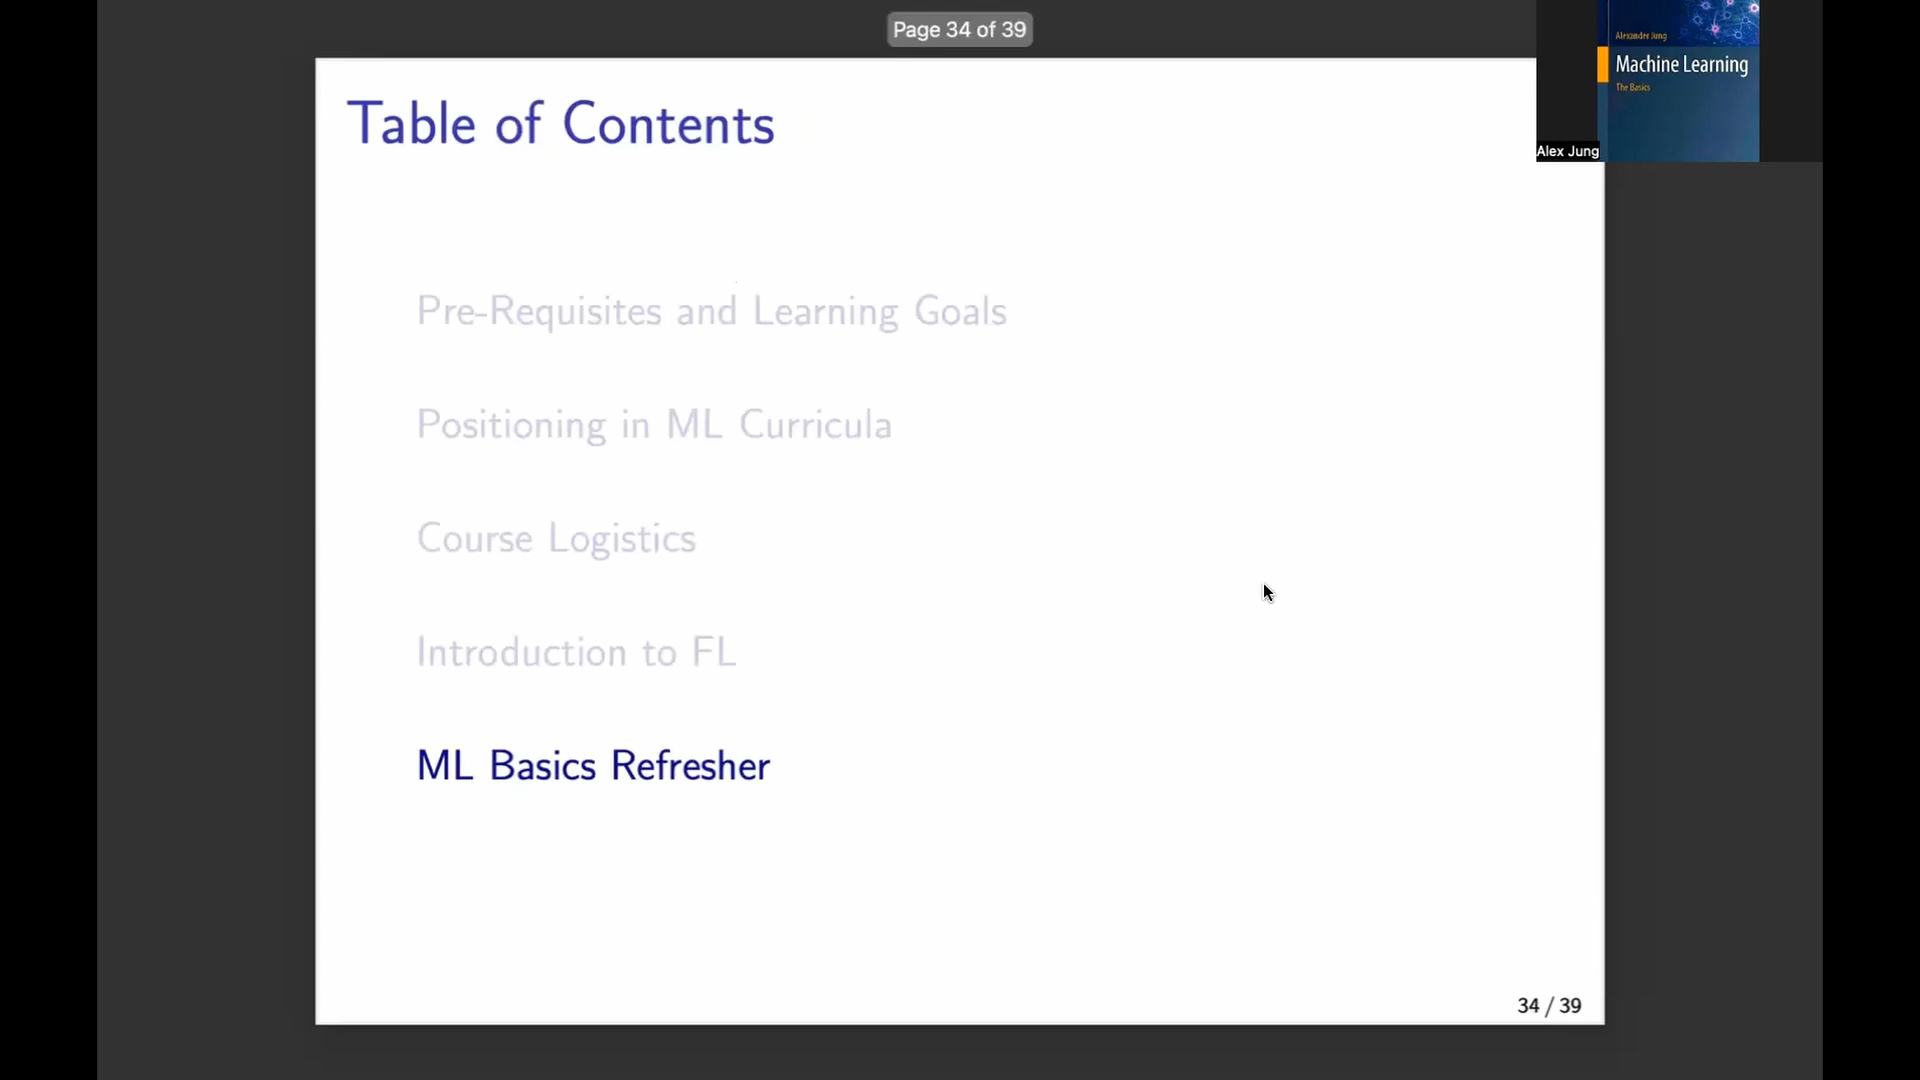 Page 34 of 39
Alexander Jung
Machine Learning
The Basics
Alex Jung
Table of Contents
Pre-Requisites and Learning Goals
Positioning in ML Curricula
Course Logistics
Introduction to FL
ML Basics Refresher
34 / 39